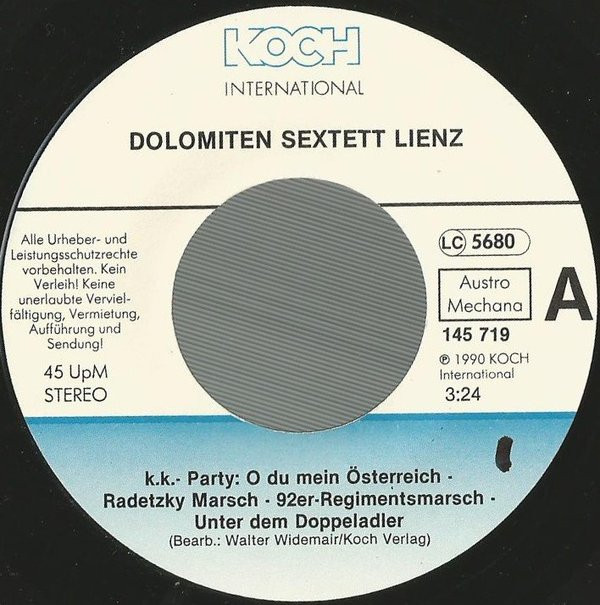 KOCH
INTERNATIONAL
DOLOMITEN SEXTETT LIENZ
Alle Urheber- und
Leistungsschutzrechte
vorbehalten. Kein
Verleih! Keine
unerlaubte Verviel-
fältigung, Vermietung,
Aufführung und
Sendung!
45 UpM
STEREO
LC 5680
Austro
Mechana
A
145 719
℗ 1990 KOCH
International
3:24
k.k.- Party: O du mein Österreich -
Radetzky Marsch - 92er-Regimentsmarsch -
Unter dem Doppeladler
(Bearb.: Walter Widemair/Koch Verlag)